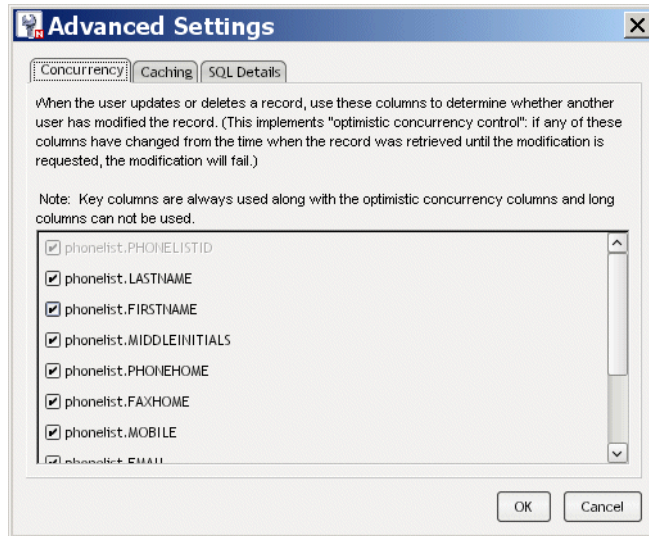 Advanced Settings
Concurrency Caching SQL Details
When the user updates or deletes a record, use these columns to determine whether another
user has modified the record. (This implements "optimistic concurrency control": if any of these
columns have changed from the time when the record was retrieved until the modification is
requested, the modification will fail.)
Note: Key columns are always used along with the optimistic concurrency columns and long
columns can not be used.
phonelist.PHONELISTID
phonelist.LASTNAME
phonelist.FIRSTNAME
phonelist.MIDDLEINITIALS
phonelist.PHONEHOME
phonelist.FAXHOME
phonelist.MOBILE
phonelist.EMAIL
OK Cancel